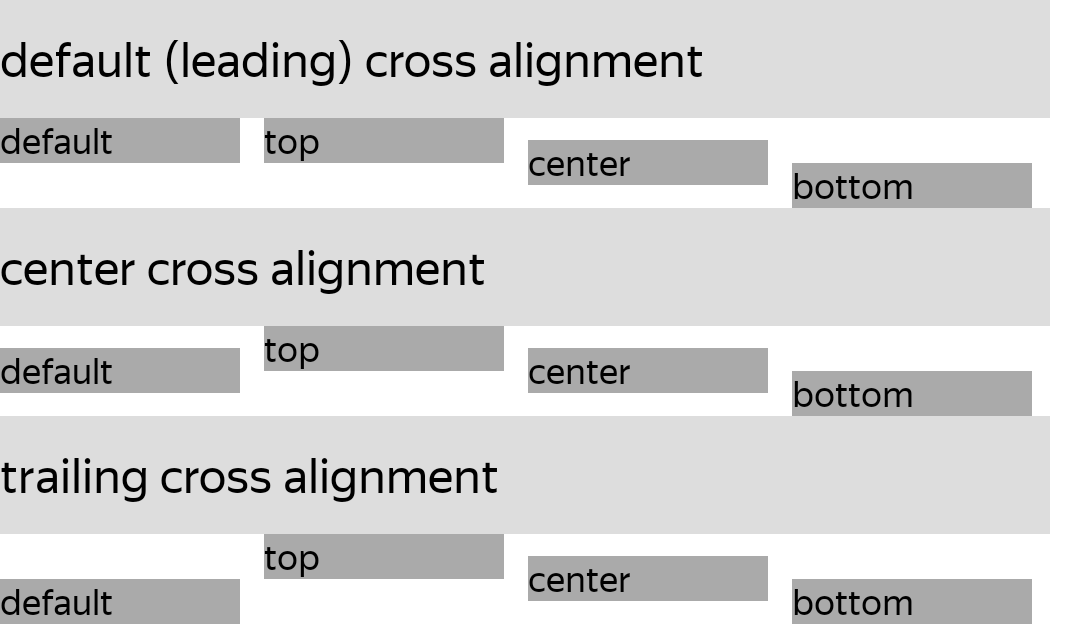 default (leading) cross alignment
default top center bottom
center cross alignment
default top center bottom
trailing cross alignment
default top center bottom